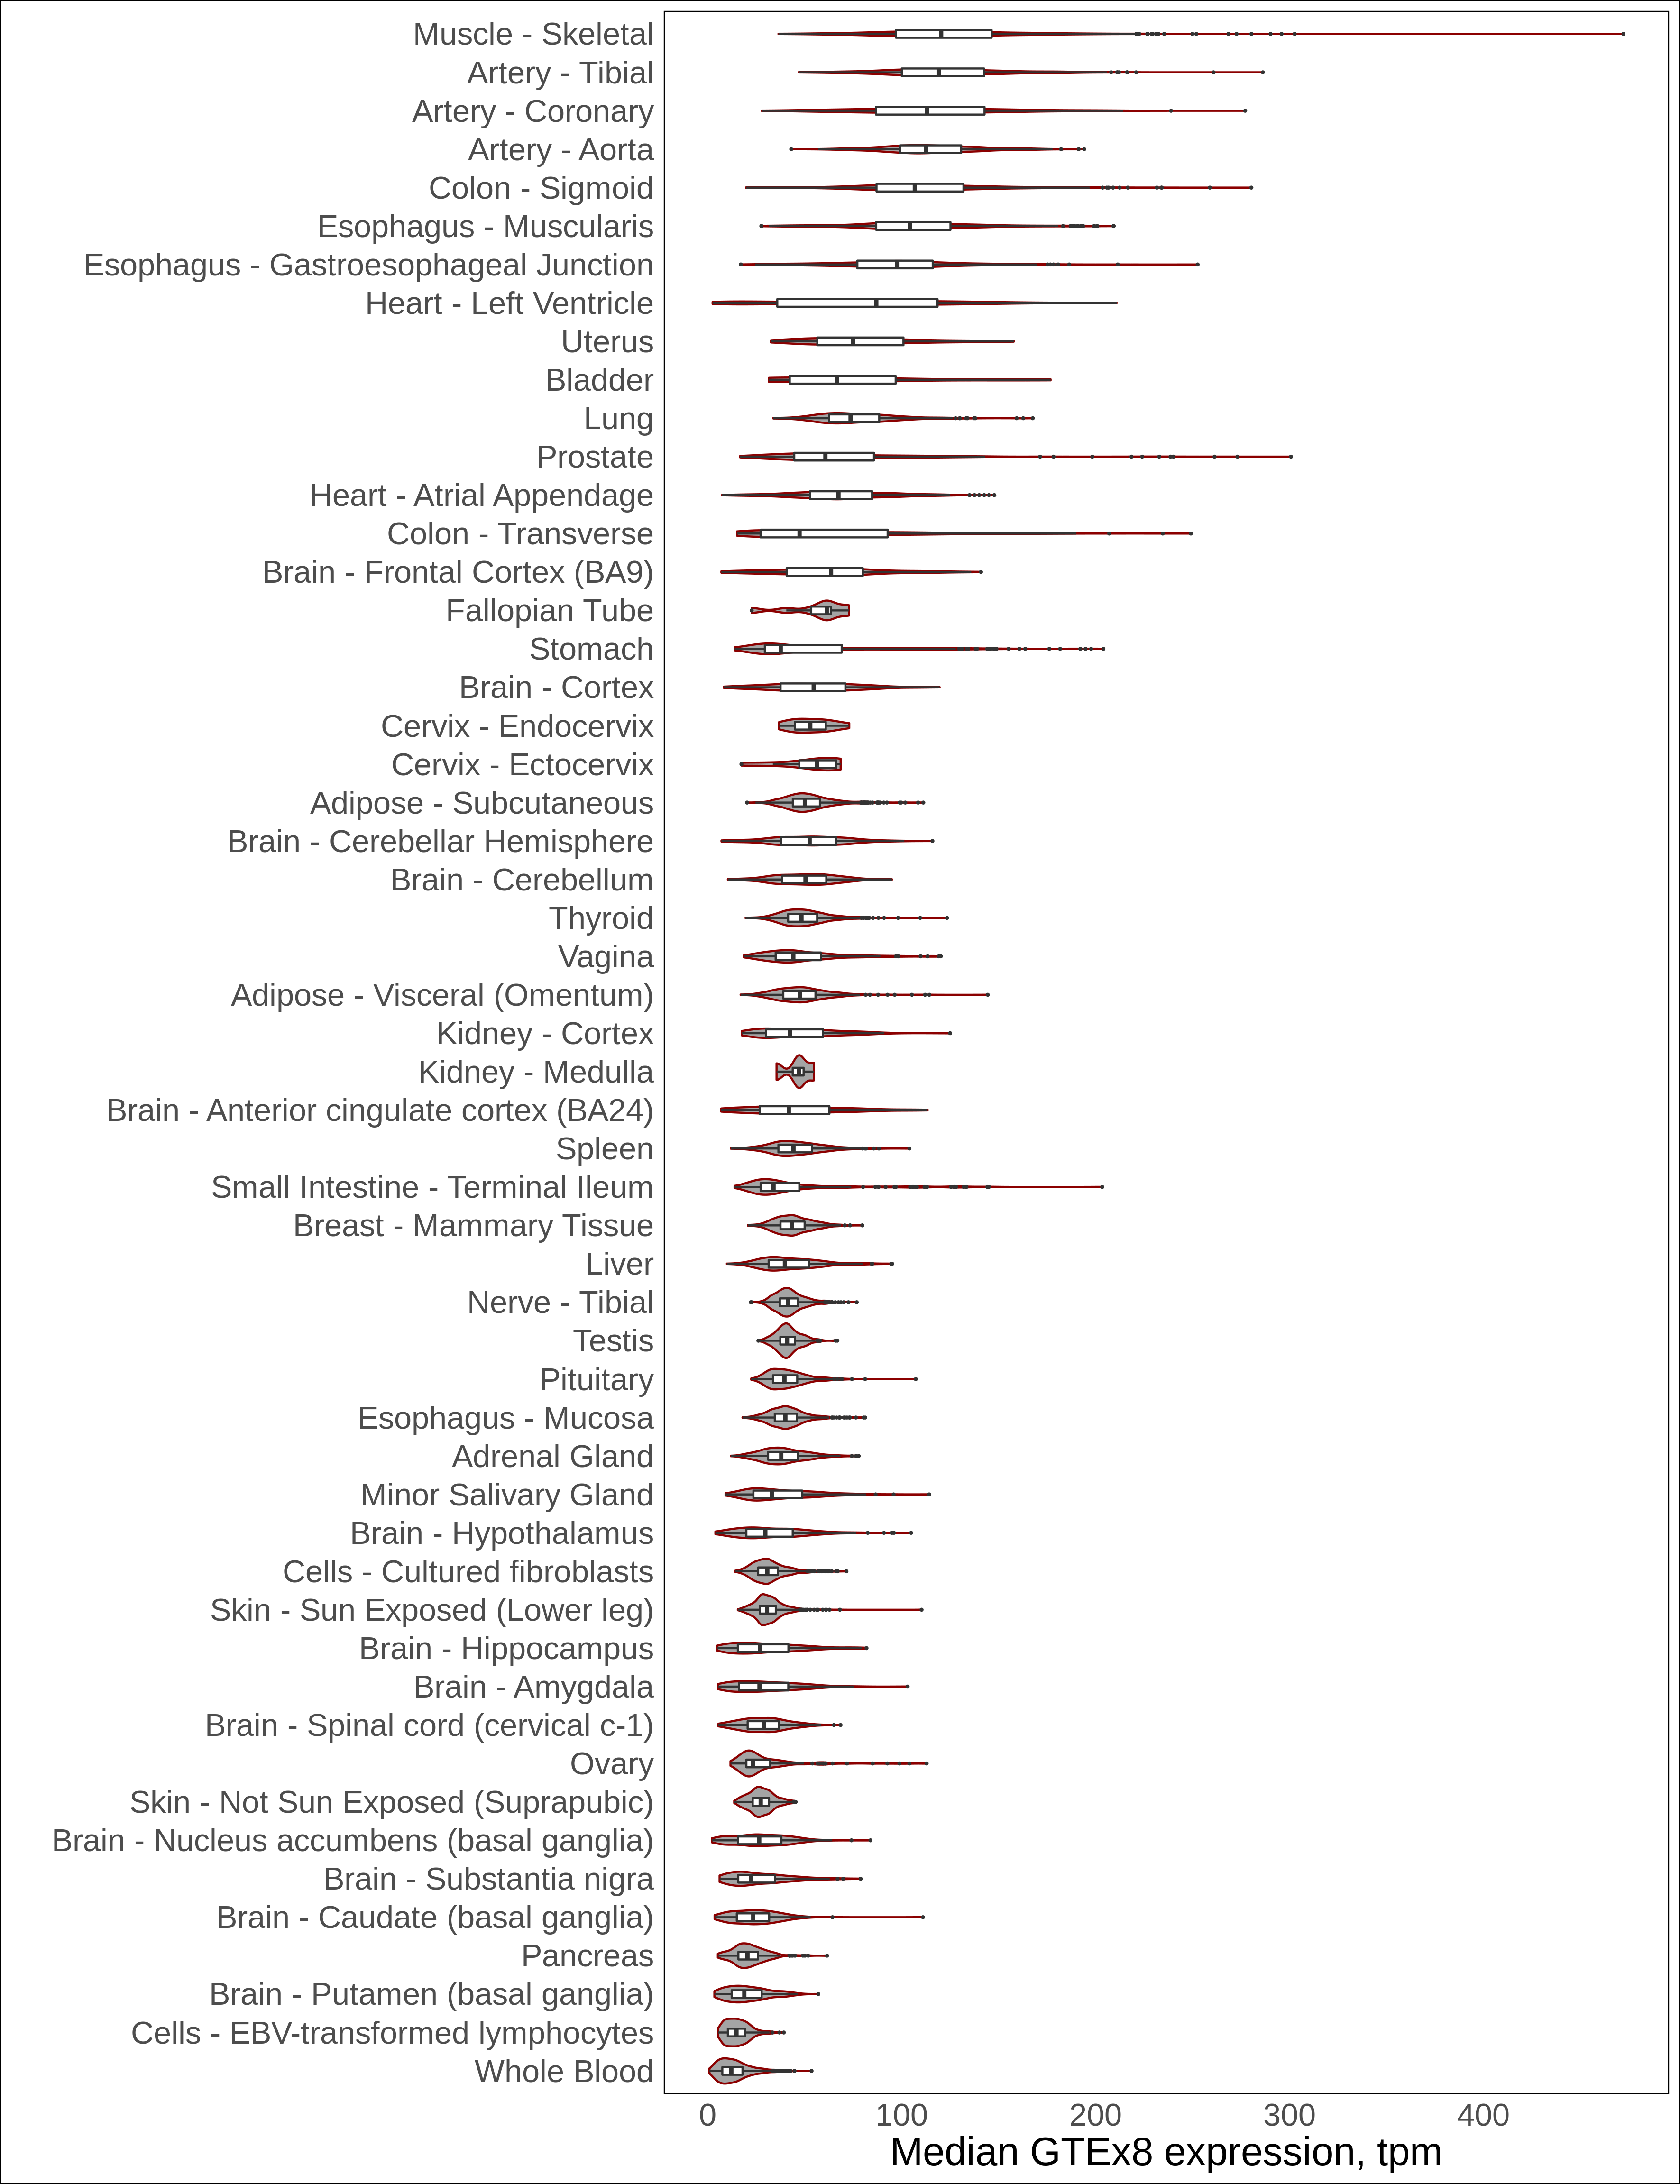 Muscle - Skeletal
Artery - Tibial
Artery - Coronary
Artery - Aorta
Colon - Sigmoid
Esophagus - Muscularis
Esophagus - Gastroesophageal Junction
Heart - Left Ventricle
Uterus
Bladder
Lung
Prostate
Heart - Atrial Appendage
Colon - Transverse
Brain - Frontal Cortex (BA9)
Fallopian Tube
Stomach
Brain - Cortex
Cervix - Endocervix
Cervix - Ectocervix
Adipose - Subcutaneous
Brain - Cerebellar Hemisphere
Brain - Cerebellum
Thyroid
Vagina
Adipose - Visceral (Omentum)
Kidney - Cortex
Kidney - Medulla
Brain - Anterior cingulate cortex (BA24)
Spleen
Small Intestine - Terminal Ileum
Breast - Mammary Tissue
Liver
Nerve - Tibial
Testis
Pituitary
Esophagus - Mucosa
Adrenal Gland
Minor Salivary Gland
Brain - Hypothalamus
Cells - Cultured fibroblasts
Skin - Sun Exposed (Lower leg)
Brain - Hippocampus
Brain - Amygdala
Brain - Spinal cord (cervical c-1)
Ovary
Skin - Not Sun Exposed (Suprapubic)
Brain - Nucleus accumbens (basal ganglia)
Brain - Substantia nigra
Brain - Caudate (basal ganglia)
Pancreas
Brain - Putamen (basal ganglia)
Cells - EBV-transformed lymphocytes
Whole Blood
0 100 200 300 400
Median GTEx8 expression, tpm